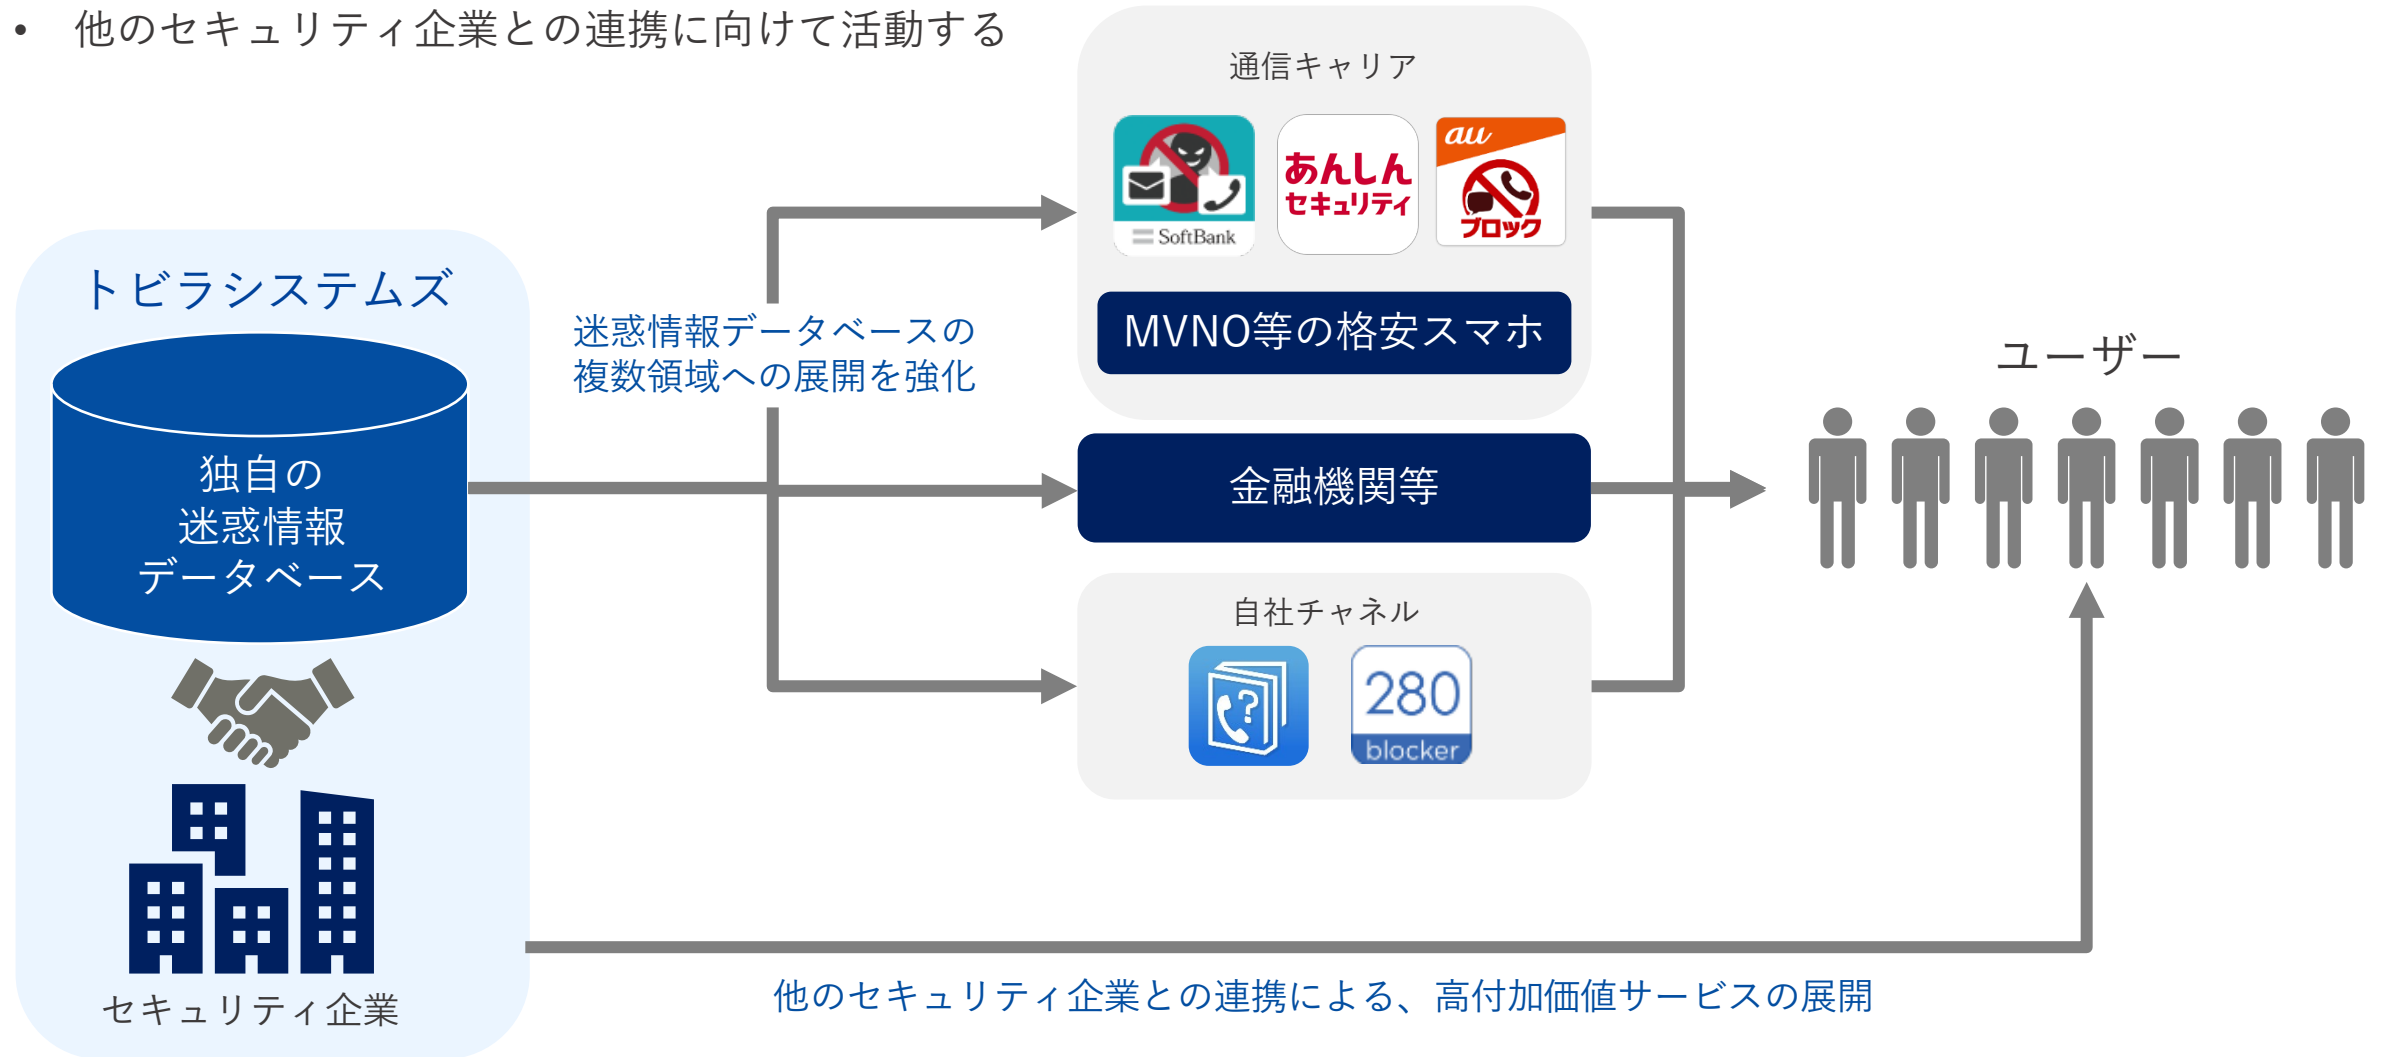 • 他のセキュリティ企業との連携に向けて活動する
トビラシステムズ
独自の
迷惑情報
データベース
セキュリティ企業
迷惑情報データベースの
複数領域への展開を強化
通信キャリア
SoftBank
あんしん
セキュリティ
au
ブロック
MVNO等の格安スマホ
金融機関等
自社チャネル
?
280
blocker
ユーザー
他のセキュリティ企業との連携による、高付加価値サービスの展開